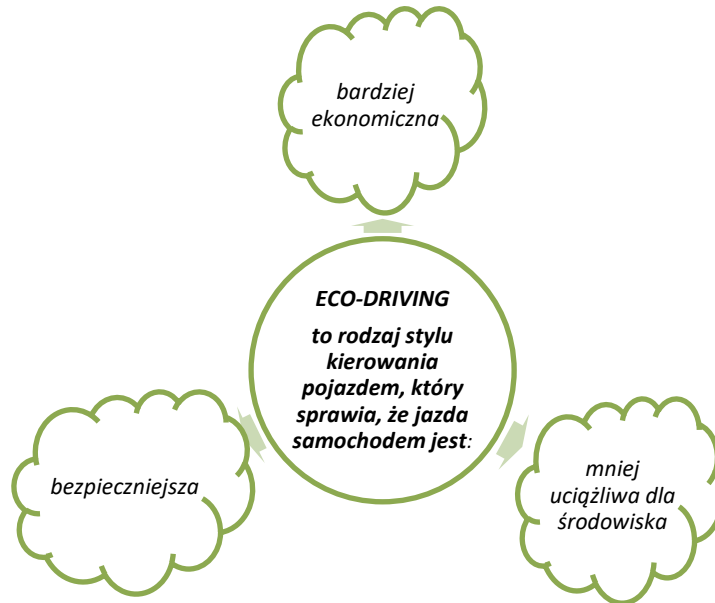 bardziej
ekonomiczna
ECO-DRIVING
to rodzaj stylu
kierowania
pojazdem, który
sprawia, że jazda
samochodem jest:
bezpieczniejsza
mniej
uciążliwa dla
środowiska